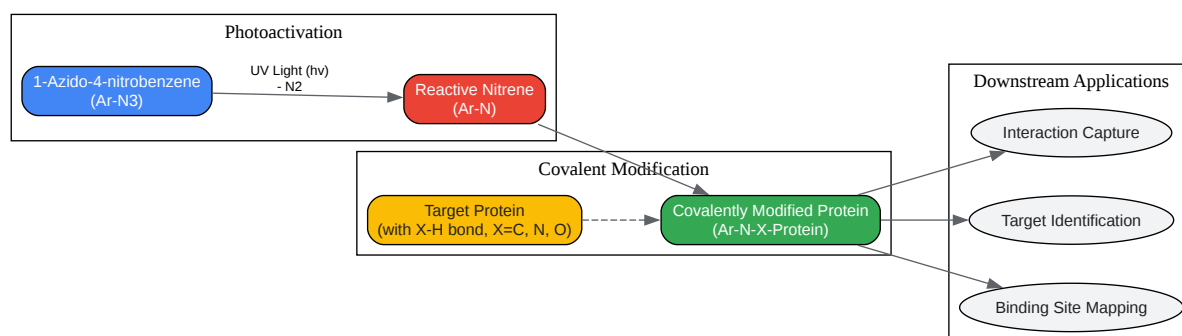 Photoactivation
1-Azido-4-nitrobenzene
(Ar-N3)
UV Light (hv)
- N2
Reactive Nitrene
(Ar-N)
Covalent Modification
Target Protein
(with X-H bond, X=C, N, O)
Covalently Modified Protein
(Ar-N-X-Protein)
Downstream Applications
Interaction Capture
Target Identification
Binding Site Mapping